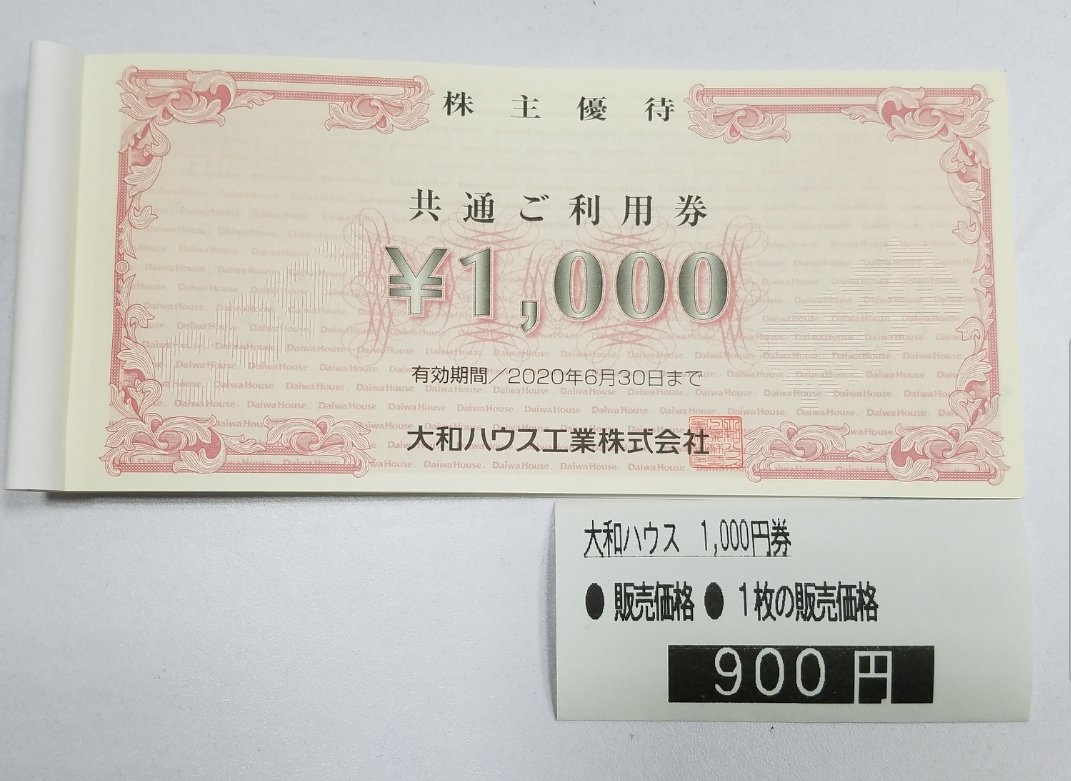 株主優待
共通ご利用券
¥1,000
有効期間／2020年6月30日まで
大和ハウス工業株式会社
大和ハウス 1,000円券
● 販売価格 ● 1枚の販売価格
900円